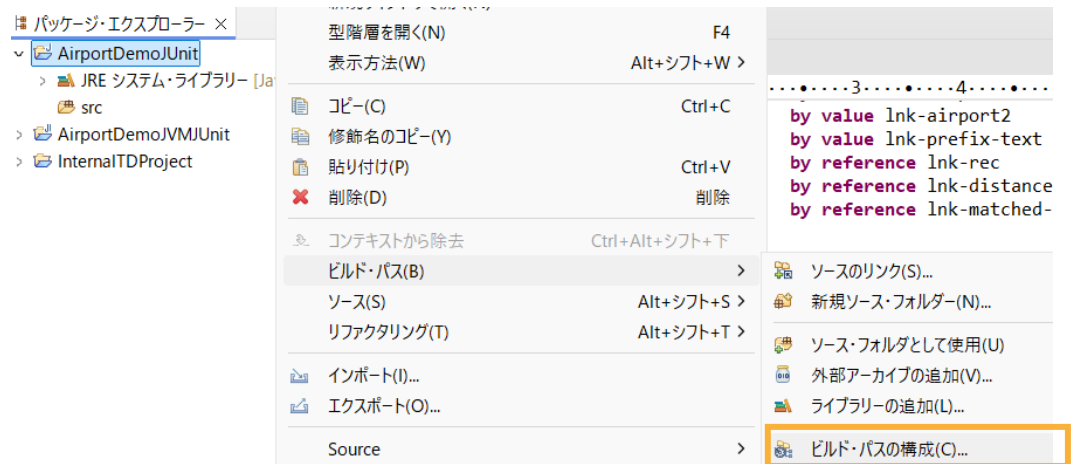 パッケージ・エクスプローラー ×
AirportDemoJUnit
JRE システム・ライブラリー [Ja
src
AirportDemoJVMJUnit
InternalTDProject
型階層を開く(N) F4
表示方法(W) Alt+シフト+W >
コピー(C) Ctrl+C
修飾名のコピー(Y)
貼り付け(P) Ctrl+V
削除(D) 削除
コンテキストから除去 Ctrl+Alt+シフト+下
ビルド・パス(B) >
ソース(S) Alt+シフト+S >
リファクタリング(T) Alt+シフト+T >
インポート(I)...
エクスポート(O)...
Source >
···•····3····•····4····•···
by value lnk-airport2
by value lnk-prefix-text
by reference lnk-rec
by reference lnk-distance
by reference lnk-matched-
ソースのリンク(S)...
新規ソース・フォルダー(N)...
ソース・フォルダとして使用(U)
外部アーカイブの追加(V)...
ライブラリーの追加(L)...
ビルド・パスの構成(C)...